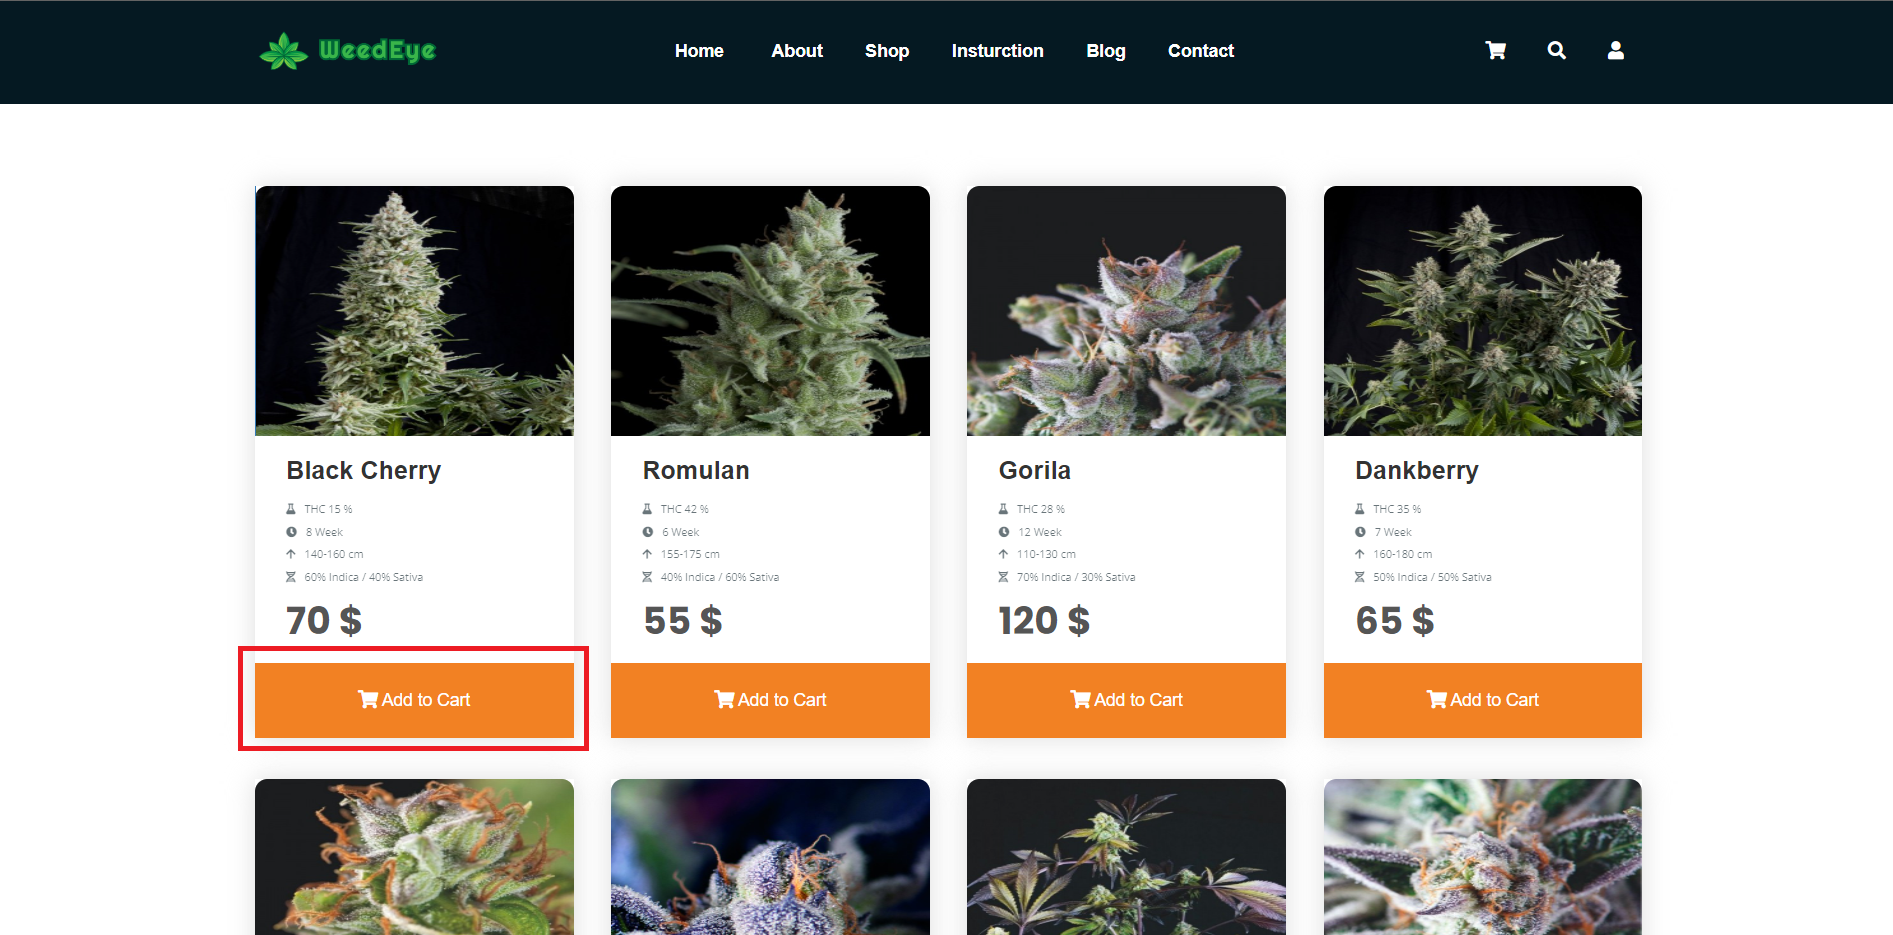 WeedEye
Home About Shop Insturction Blog Contact
Black Cherry
THC 15 %
8 Week
140-160 cm
60% Indica / 40% Sativa
70 $
Add to Cart
Romulan
THC 42 %
6 Week
155-175 cm
40% Indica / 60% Sativa
55 $
Add to Cart
Gorila
THC 28 %
12 Week
110-130 cm
70% Indica / 30% Sativa
120 $
Add to Cart
Dankberry
THC 35 %
7 Week
160-180 cm
50% Indica / 50% Sativa
65 $
Add to Cart